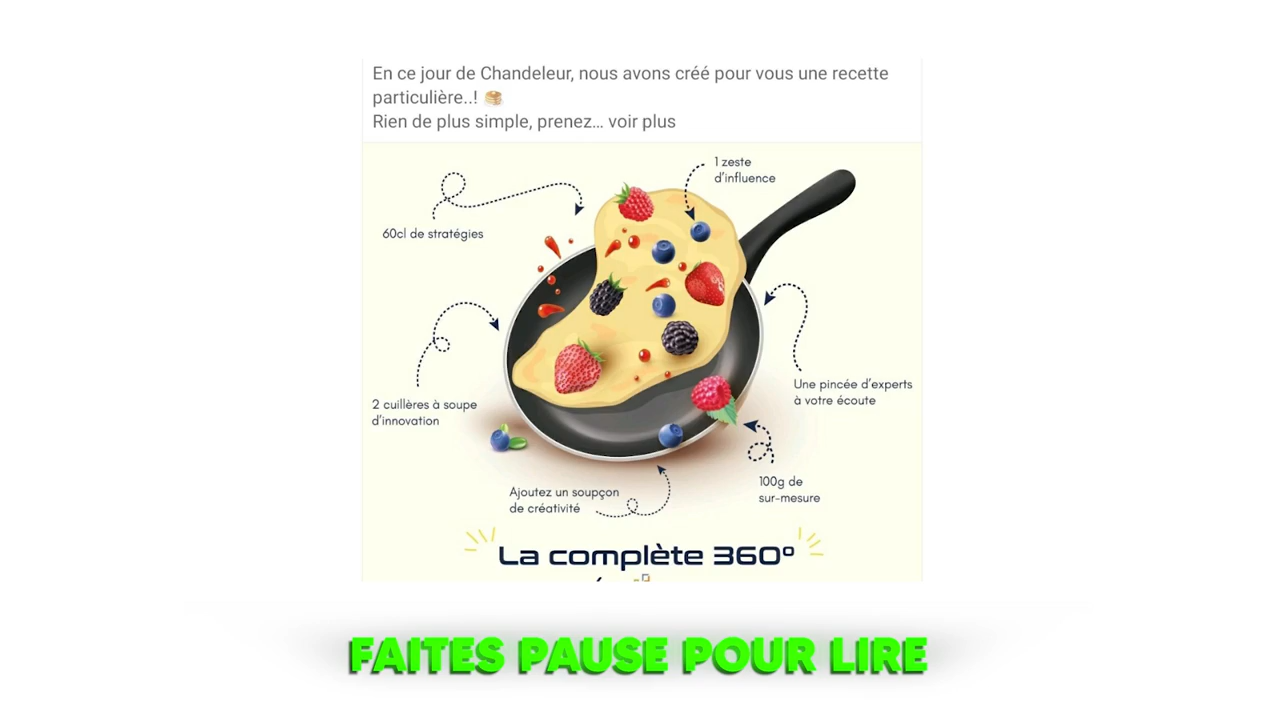 En ce jour de Chandeleur, nous avons créé pour vous une recette
particulière..! 🥞
Rien de plus simple, prenez... voir plus
1 zeste
d'influence
60cl de stratégies
Une pincée d'experts
à votre écoute
2 cuillères à soupe
d'innovation
100g de
sur-mesure
Ajoutez un soupçon
de créativité
La complète 360°
FAITES PAUSE POUR LIRE